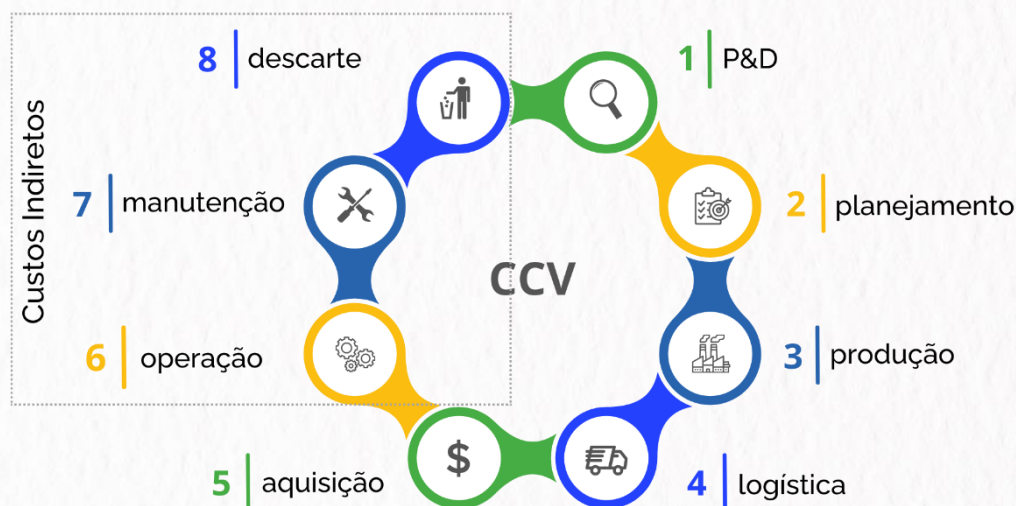 8 descarte
1 P&D
Custos Indiretos
7 manutenção
2 planejamento
CCV
6 operação
3 produção
$
5 aquisição
4 logística